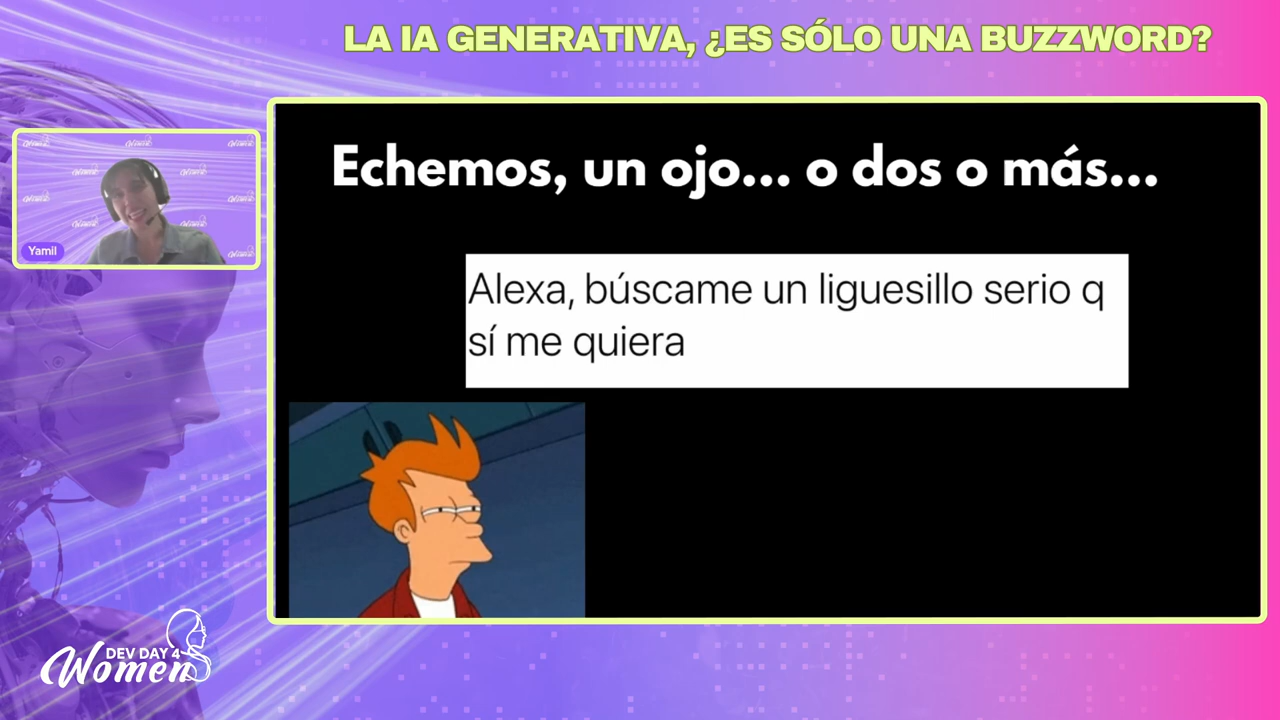 LA IA GENERATIVA, ¿ES SÓLO UNA BUZZWORD?
Echemos, un ojo... o dos o más...
Alexa, búscame un liguesillo serio q
sí me quiera
Yamil
DEV DAY 4
Women